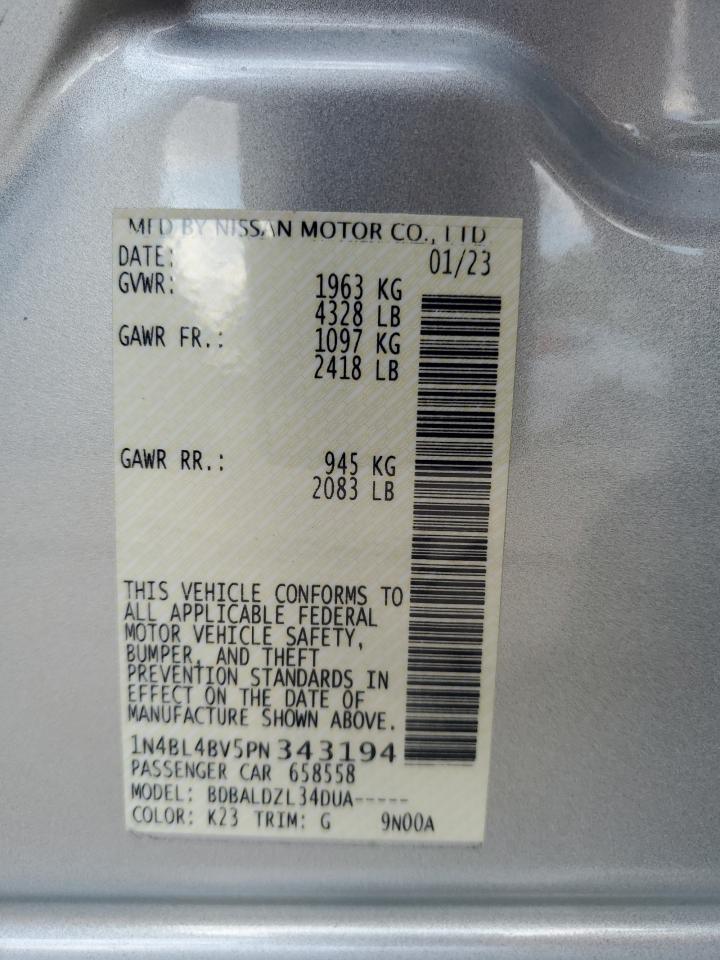 MFD BY NISSAN MOTOR CO., LTD
DATE: 01/23
GVWR: 1963 KG
4328 LB
GAWR FR.: 1097 KG
2418 LB
GAWR RR.: 945 KG
2083 LB
THIS VEHICLE CONFORMS TO
ALL APPLICABLE FEDERAL
MOTOR VEHICLE SAFETY,
BUMPER, AND THEFT
PREVENTION STANDARDS IN
EFFECT ON THE DATE OF
MANUFACTURE SHOWN ABOVE.
1N4BL4BV5PN343194
PASSENGER CAR 658558
MODEL: BDBALDZL34DUA-----
COLOR: K23 TRIM: G 9N00A